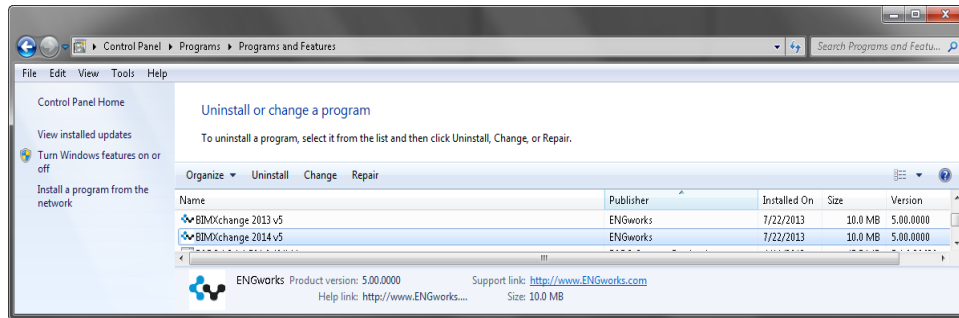 Control Panel Programs Programs and Features Search Programs and Featu...
File Edit View Tools Help
Control Panel Home
View installed updates
Turn Windows features on or
off
Install a program from the
network
Uninstall or change a program
To uninstall a program, select it from the list and then click Uninstall, Change, or Repair.
Organize Uninstall Change Repair
Name Publisher Installed On Size Version
BIMXchange 2013 v5 ENGworks 7/22/2013 10.0 MB 5.00.0000
BIMXchange 2014 v5 ENGworks 7/22/2013 10.0 MB 5.00.0000
ENGworks Product version: 5.00.0000 Support link: http://www.ENGworks.com
Help link: http://www.ENGworks.... Size: 10.0 MB